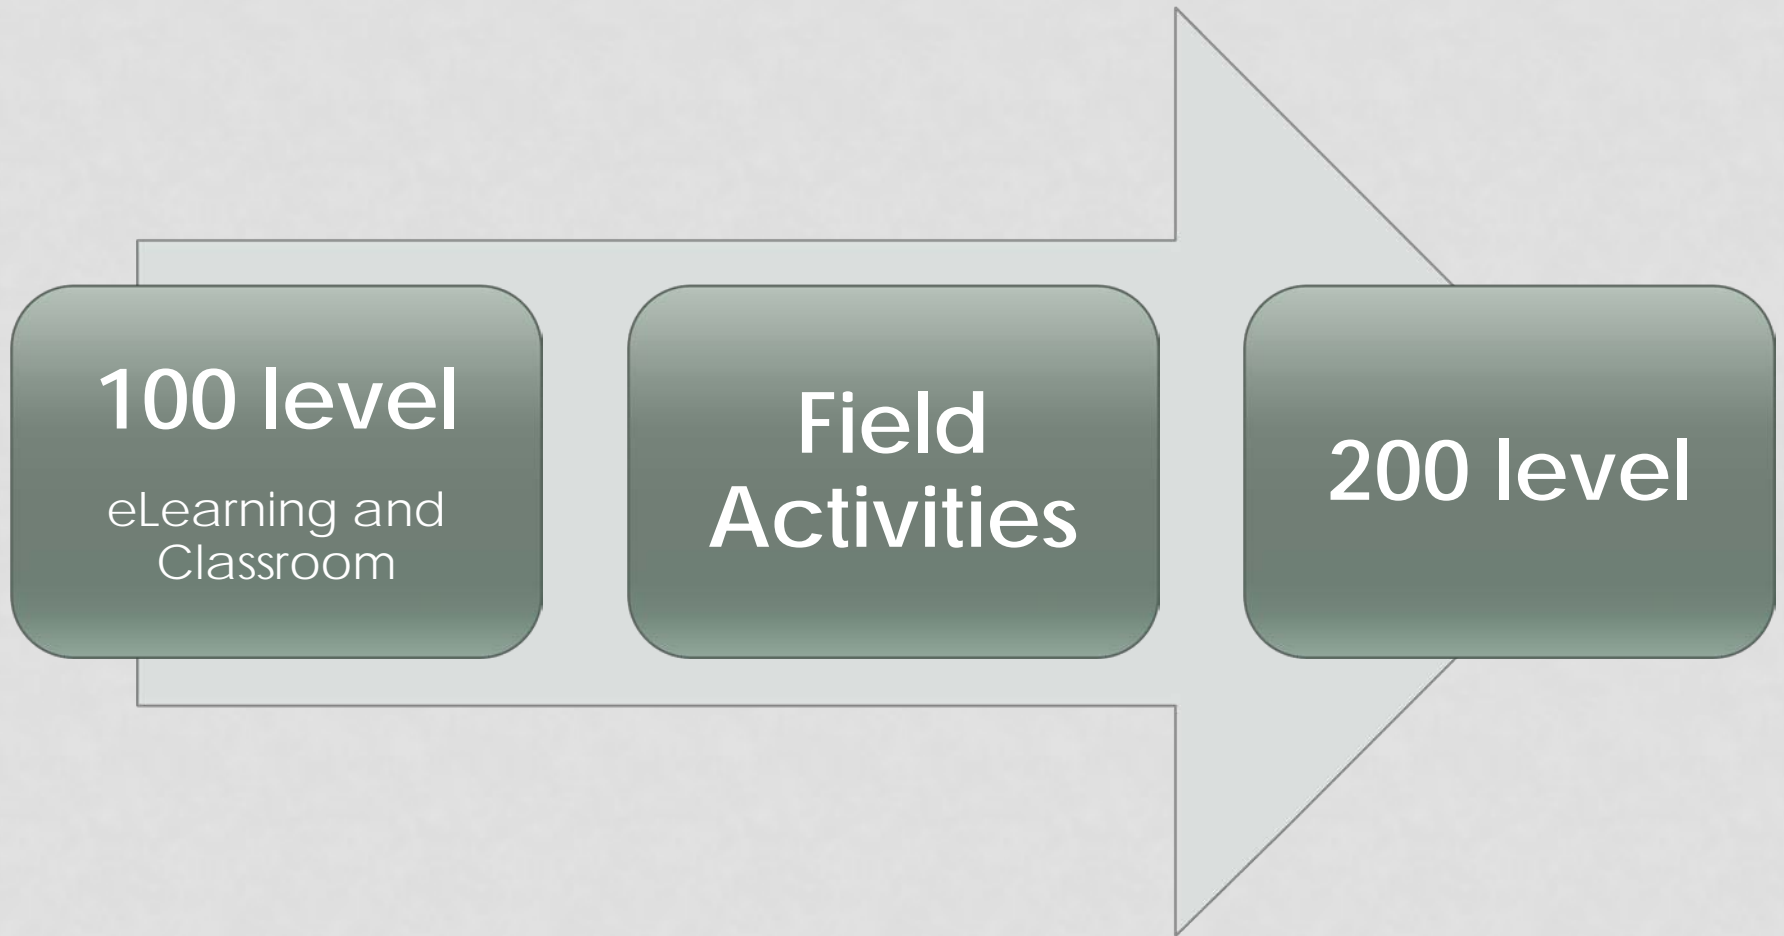 100 level
eLearning and
Classroom
Field
Activities
200 level